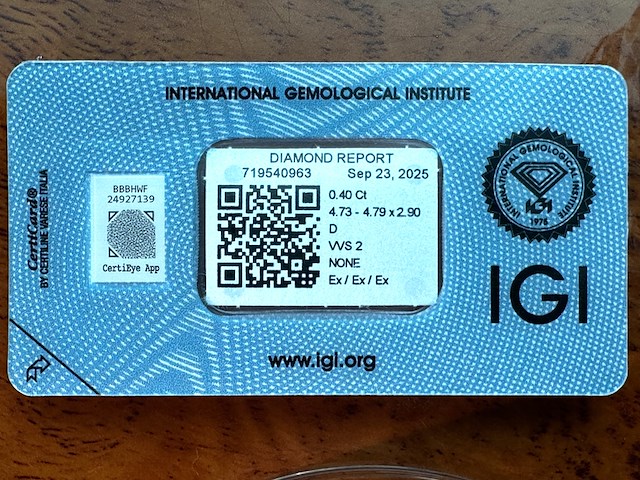 INTERNATIONAL GEMOLOGICAL INSTITUTE
CertiCard®
BY CERTILINE VARESE ITALIA
BBBHWF
24927139
CertiEye App
DIAMOND REPORT
719540963 Sep 23, 2025
0.40 Ct
4.73 - 4.79 x 2.90
D
VVS 2
NONE
Ex / Ex / Ex
INTERNATIONAL GEMOLOGICAL INSTITUTE
IGI
1975
IGI
www.igi.org